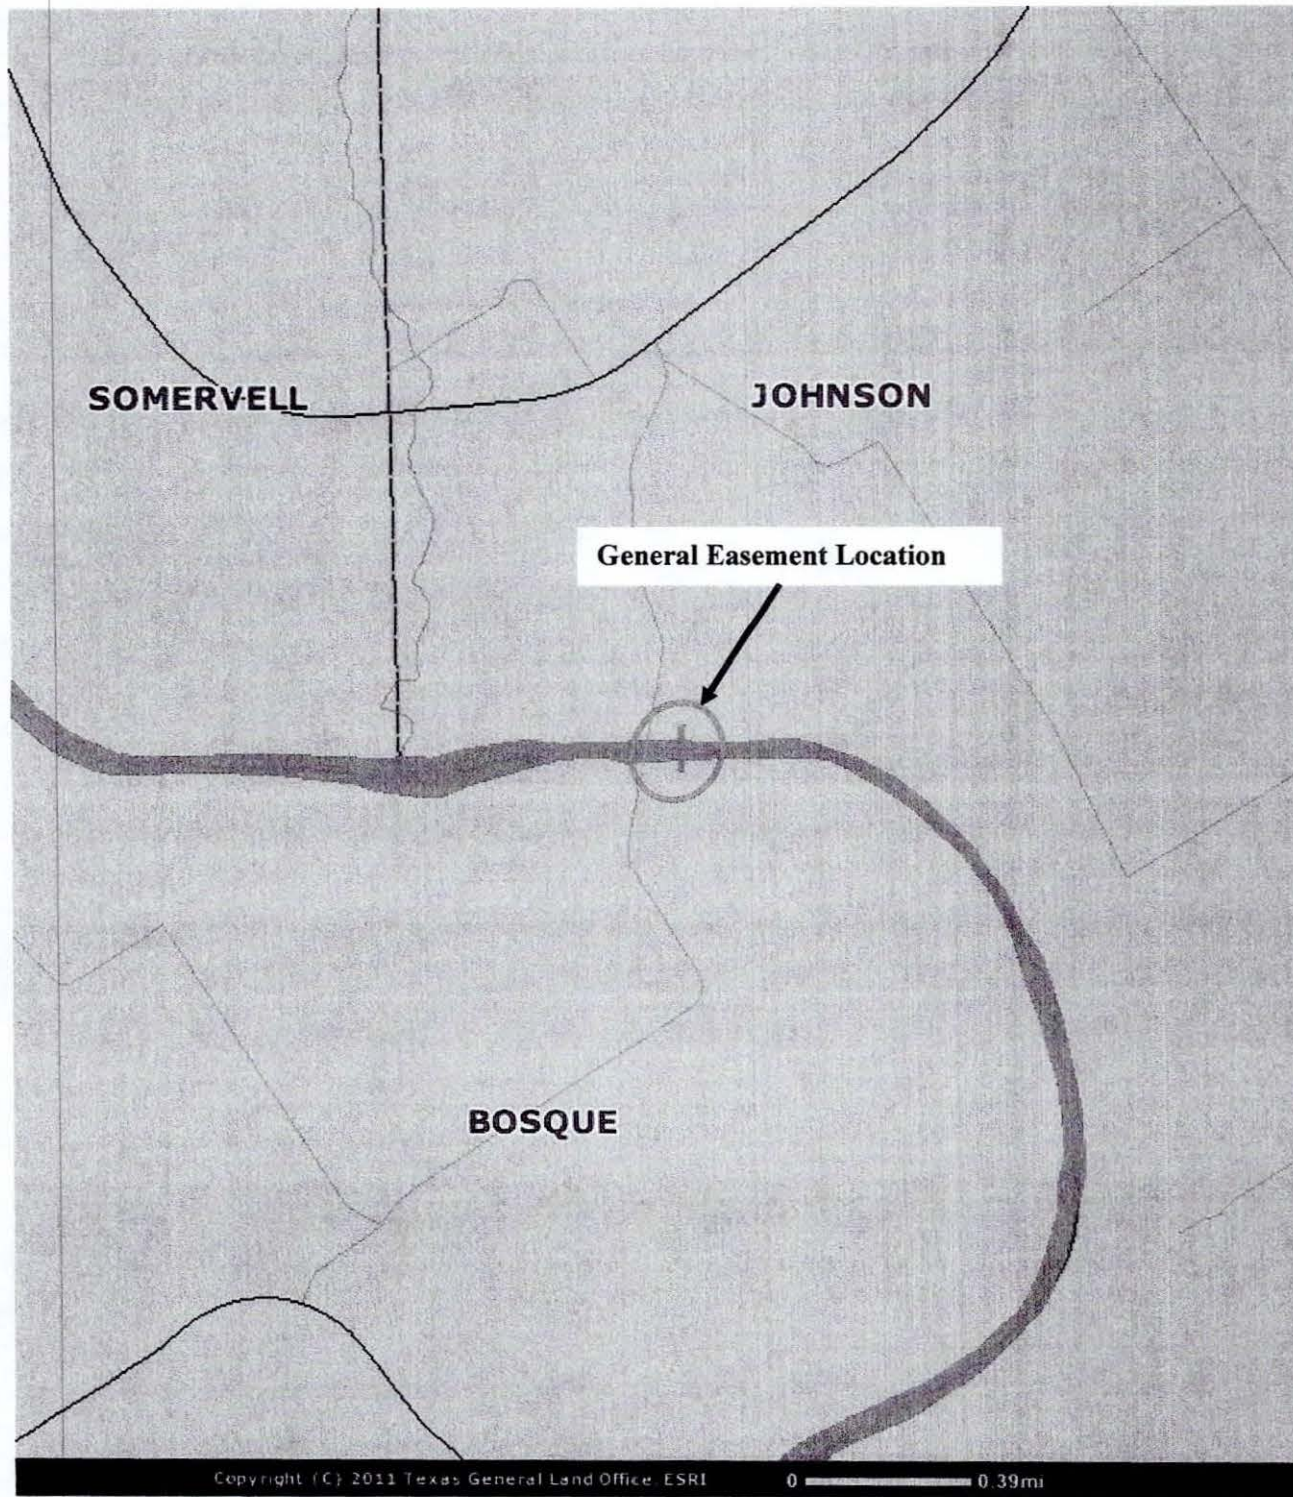 SOMERVELL
JOHNSON
General Easement Location
BOSQUE
Copyright (C) 2011 Texas General Land Office, ESRI
0 0.39mi